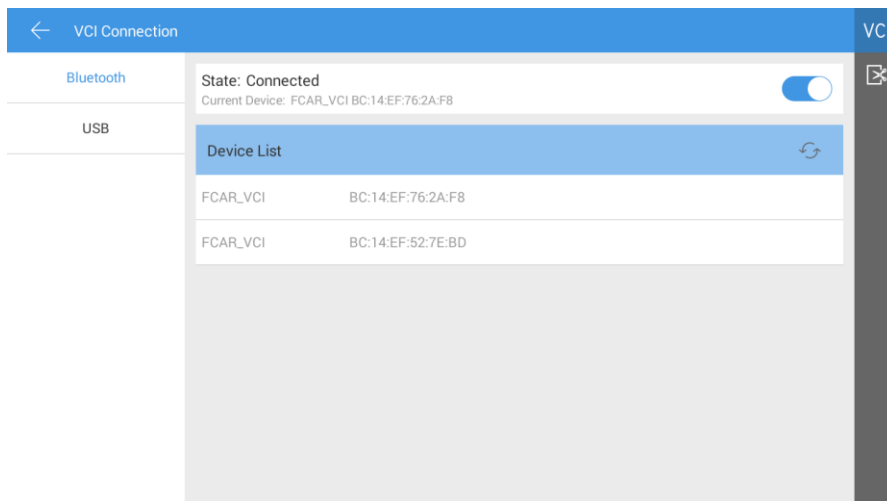 VCI Connection
VC
Bluetooth
USB
State: Connected
Current Device: FCAR_VCI BC:14:EF:76:2A:F8
Device List
FCAR_VCI BC:14:EF:76:2A:F8
FCAR_VCI BC:14:EF:52:7E:BD